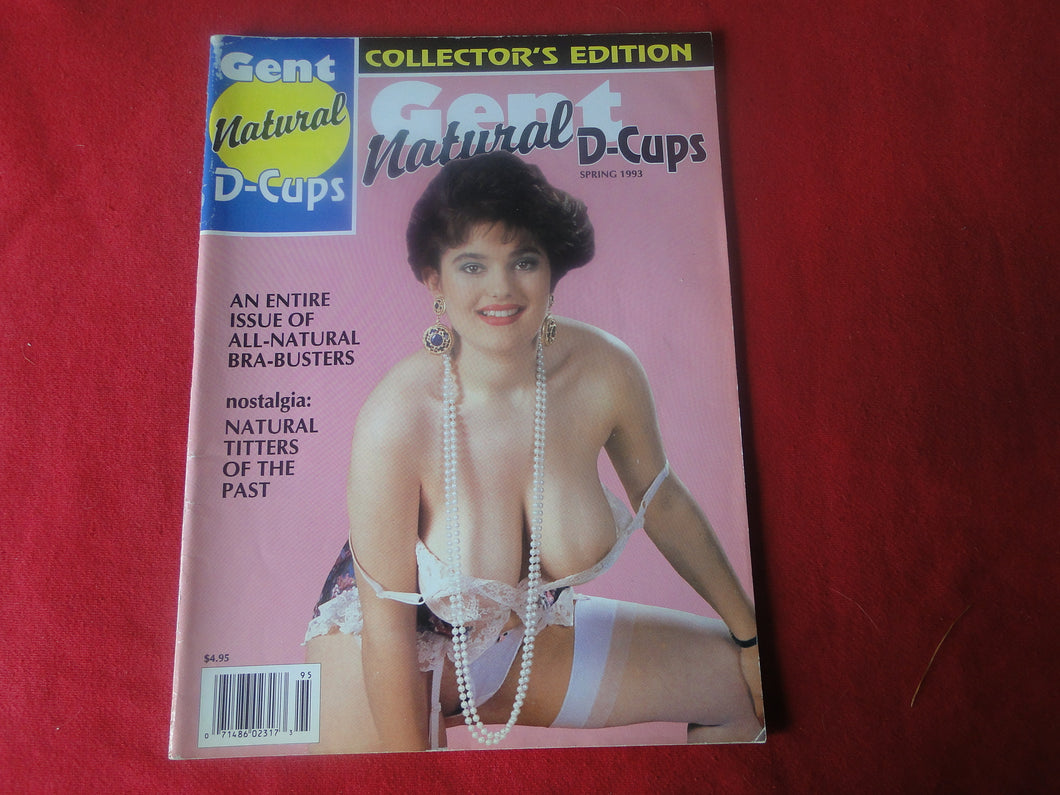 Gent
Natural
D-Cups
COLLECTOR'S EDITION
Gent
Natural D-Cups
SPRING 1993
AN ENTIRE
ISSUE OF
ALL-NATURAL
BRA-BUSTERS
nostalgia:
NATURAL
TITTERS
OF THE
PAST
$4.95
95
0 71486 02317 3